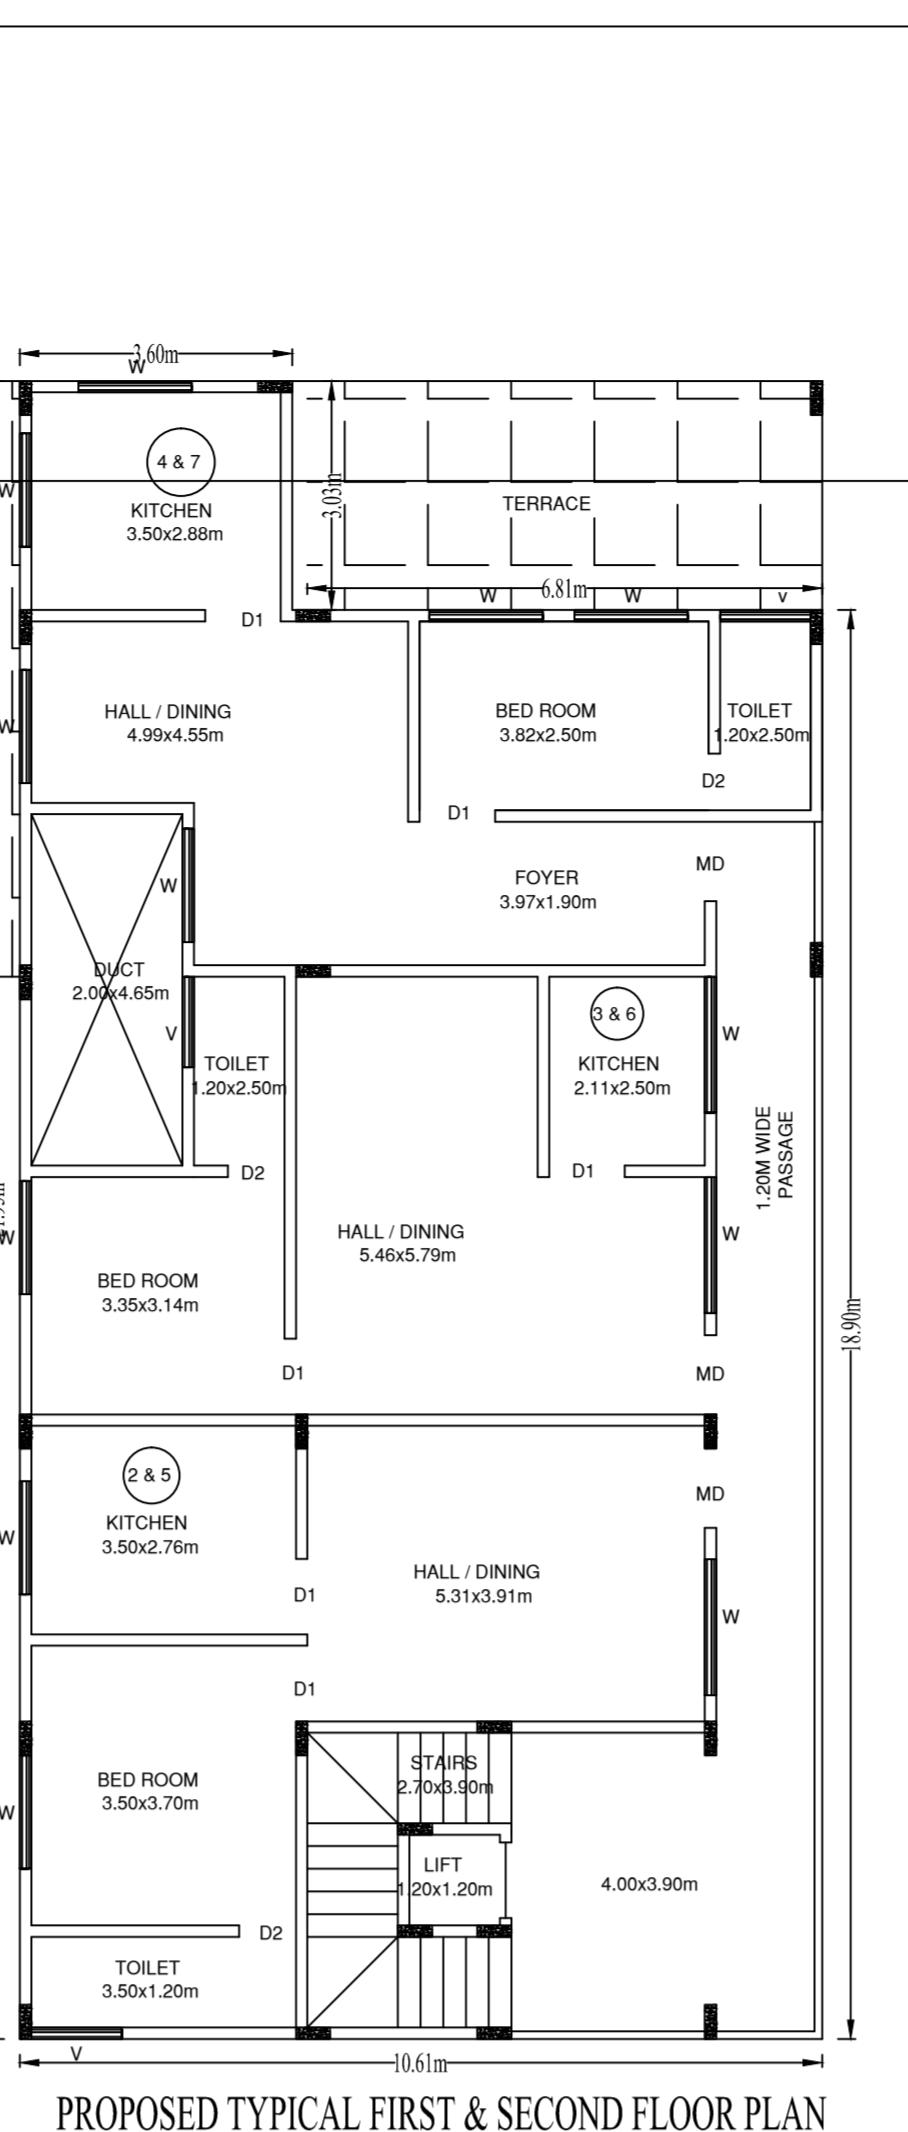 3.60m
W
4 & 7
W
KITCHEN
3.50x2.88m
3.03m
TERRACE
6.81m
W
W
v
D1
HALL / DINING
4.99x4.55m
W
BED ROOM
3.82x2.50m
TOILET
1.20x2.50m
D2
D1
MD
FOYER
3.97x1.90m
W
DUCT
2.00x4.65m
V
TOILET
1.20x2.50m
3 & 6
KITCHEN
2.11x2.50m
W
1.20M WIDE
PASSAGE
D2
D1
W
W
HALL / DINING
5.46x5.79m
BED ROOM
3.35x3.14m
18.90m
D1
MD
2 & 5
KITCHEN
3.50x2.76m
W
MD
HALL / DINING
5.31x3.91m
D1
W
D1
STAIRS
2.70x3.90m
BED ROOM
3.50x3.70m
W
LIFT
1.20x1.20m
4.00x3.90m
D2
TOILET
3.50x1.20m
V
10.61m
PROPOSED TYPICAL FIRST & SECOND FLOOR PLAN